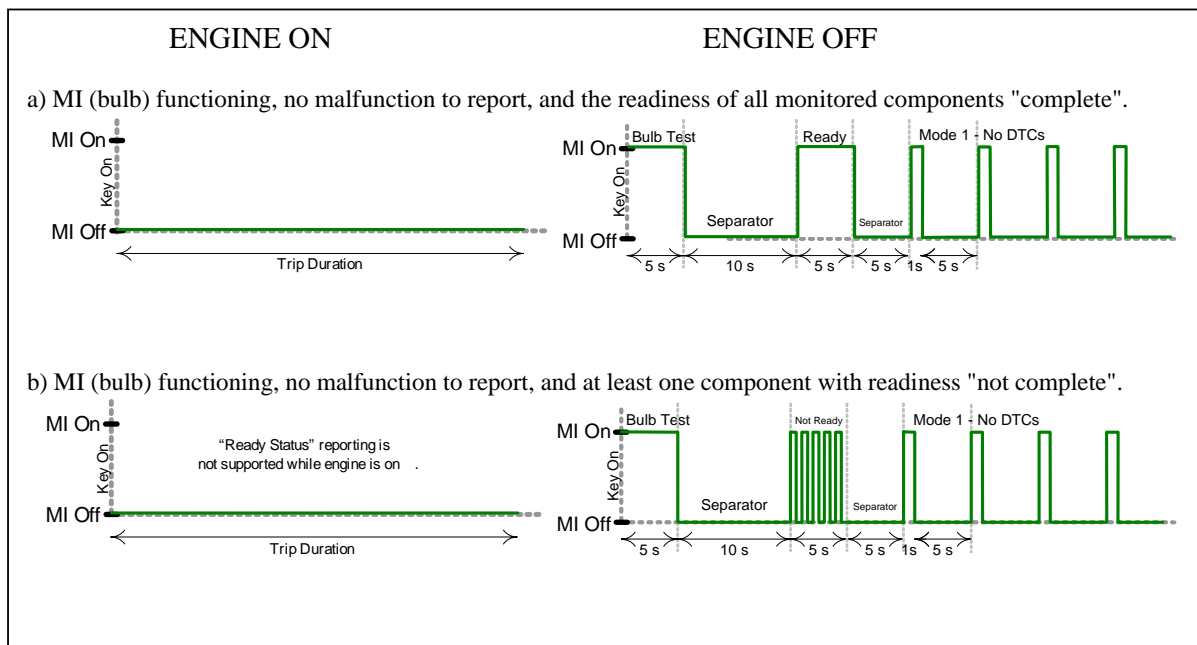 ENGINE ON
ENGINE OFF
a) MI (bulb) functioning, no malfunction to report, and the readiness of all monitored components "complete".
MI On
Key On
MI Off
Trip Duration
Bulb Test
Ready
Mode 1 - No DTCs
MI On
Key On
Separator
Separator
MI Off
5 s
10 s
5 s
5 s
1s
5 s
b) MI (bulb) functioning, no malfunction to report, and at least one component with readiness "not complete".
MI On
Key On
“Ready Status” reporting is
not supported while engine is on .
MI Off
Trip Duration
Bulb Test
Not Ready
Mode 1 - No DTCs
MI On
Key On
Separator
Separator
MI Off
5 s
10 s
5 s
5 s
1s
5 s